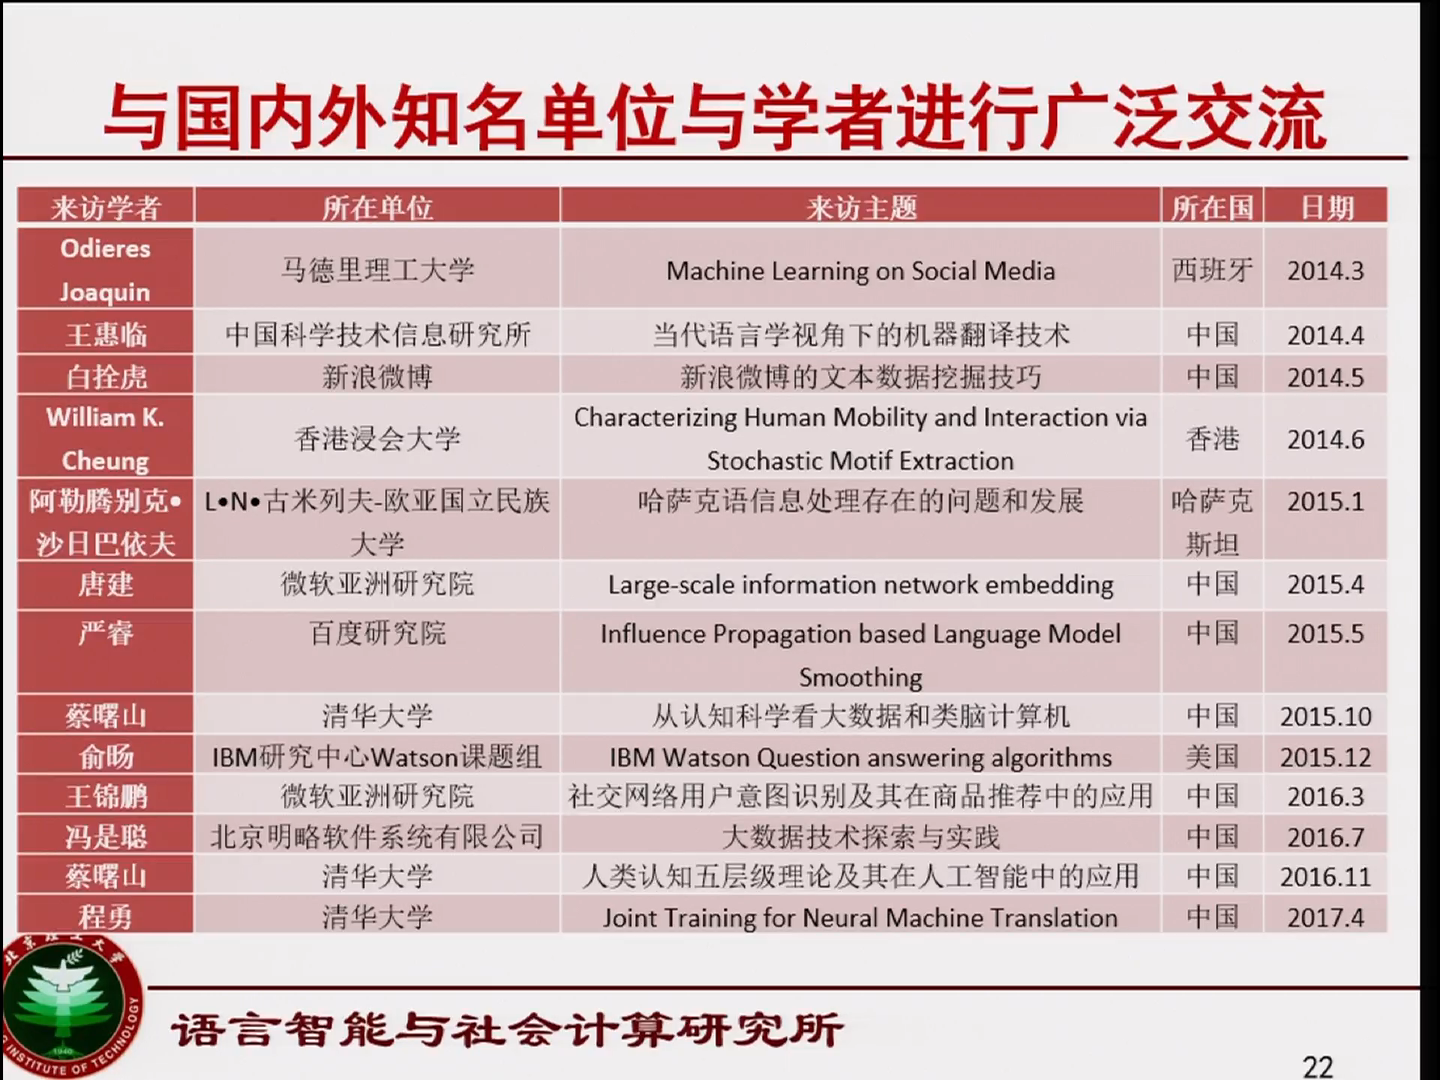 与国内外知名单位与学者进行广泛交流
来访学者 所在单位 来访主题 所在国 日期
Odieres
Joaquin
马德里理工大学 Machine Learning on Social Media 西班牙 2014.3
王惠临 中国科学技术信息研究所 当代语言学视角下的机器翻译技术 中国 2014.4
白拴虎 新浪微博 新浪微博的文本数据挖掘技巧 中国 2014.5
William K.
Cheung
香港浸会大学
Characterizing Human Mobility and Interaction via
Stochastic Motif Extraction
香港 2014.6
阿勒腾别克•
沙日巴依夫
L•N•古米列夫-欧亚国立民族
大学
哈萨克语信息处理存在的问题和发展
哈萨克
斯坦
2015.1
唐建 微软亚洲研究院 Large-scale information network embedding 中国 2015.4
严睿 百度研究院 Influence Propagation based Language Model
Smoothing
中国 2015.5
蔡曙山 清华大学 从认知科学看大数据和类脑计算机 中国 2015.10
俞旸 IBM研究中心Watson课题组 IBM Watson Question answering algorithms 美国 2015.12
王锦鹏 微软亚洲研究院 社交网络用户意图识别及其在商品推荐中的应用 中国 2016.3
冯是聪 北京明略软件系统有限公司 大数据技术探索与实践 中国 2016.7
蔡曙山 清华大学 人类认知五层级理论及其在人工智能中的应用 中国 2016.11
程勇 清华大学 Joint Training for Neural Machine Translation 中国 2017.4
北京理工大学
INSTITUTE OF TECHNOLOGY
1940
语言智能与社会计算研究所
22